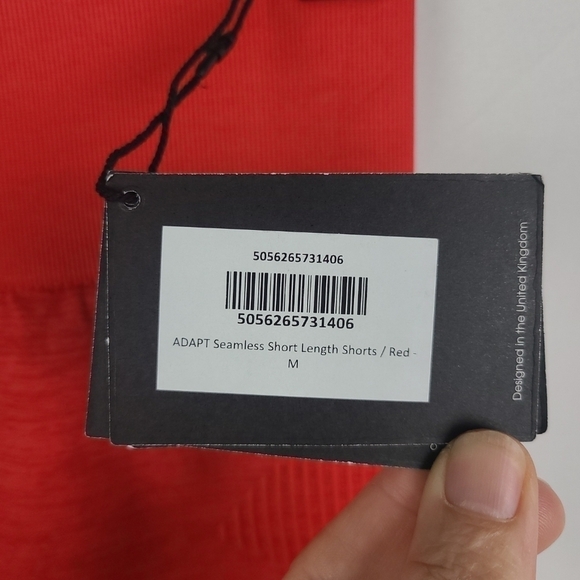 5056265731406
5056265731406
ADAPT Seamless Short Length Shorts / Red -
M
Designed in the United Kingdom